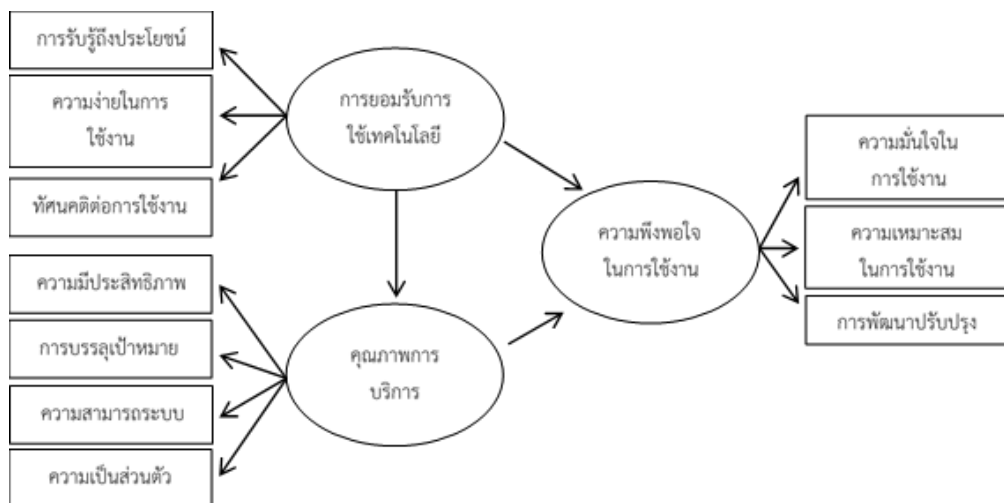 การรับรู้ถึงประโยชน์
ความง่ายในการ
ใช้งาน
ทัศนคติต่อการใช้งาน
การยอมรับการ
ใช้เทคโนโลยี
ความมีประสิทธิภาพ
การบรรลุเป้าหมาย
ความสามารถระบบ
ความเป็นส่วนตัว
คุณภาพการ
บริการ
ความพึงพอใจ
ในการใช้งาน
ความมั่นใจใน
การใช้งาน
ความเหมาะสม
ในการใช้งาน
การพัฒนาปรับปรุง